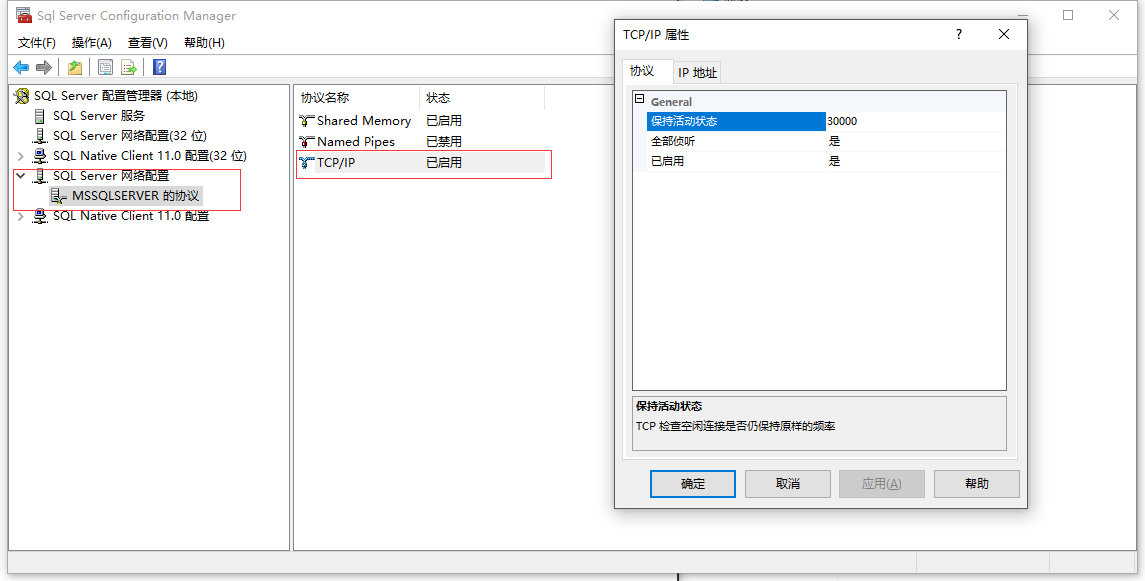 Sql Server Configuration Manager
文件(F) 操作(A) 查看(V) 帮助(H)
SQL Server 配置管理器 (本地)
SQL Server 服务
SQL Server 网络配置(32 位)
SQL Native Client 11.0 配置(32 位)
SQL Server 网络配置
MSSQLSERVER 的协议
SQL Native Client 11.0 配置
协议名称 状态
Shared Memory 已启用
Named Pipes 已禁用
TCP/IP 已启用
TCP/IP 属性
协议 IP 地址
General
保持活动状态 30000
全部侦听 是
已启用 是
保持活动状态
TCP 检查空闲连接是否仍保持原样的频率
确定 取消 应用(A) 帮助